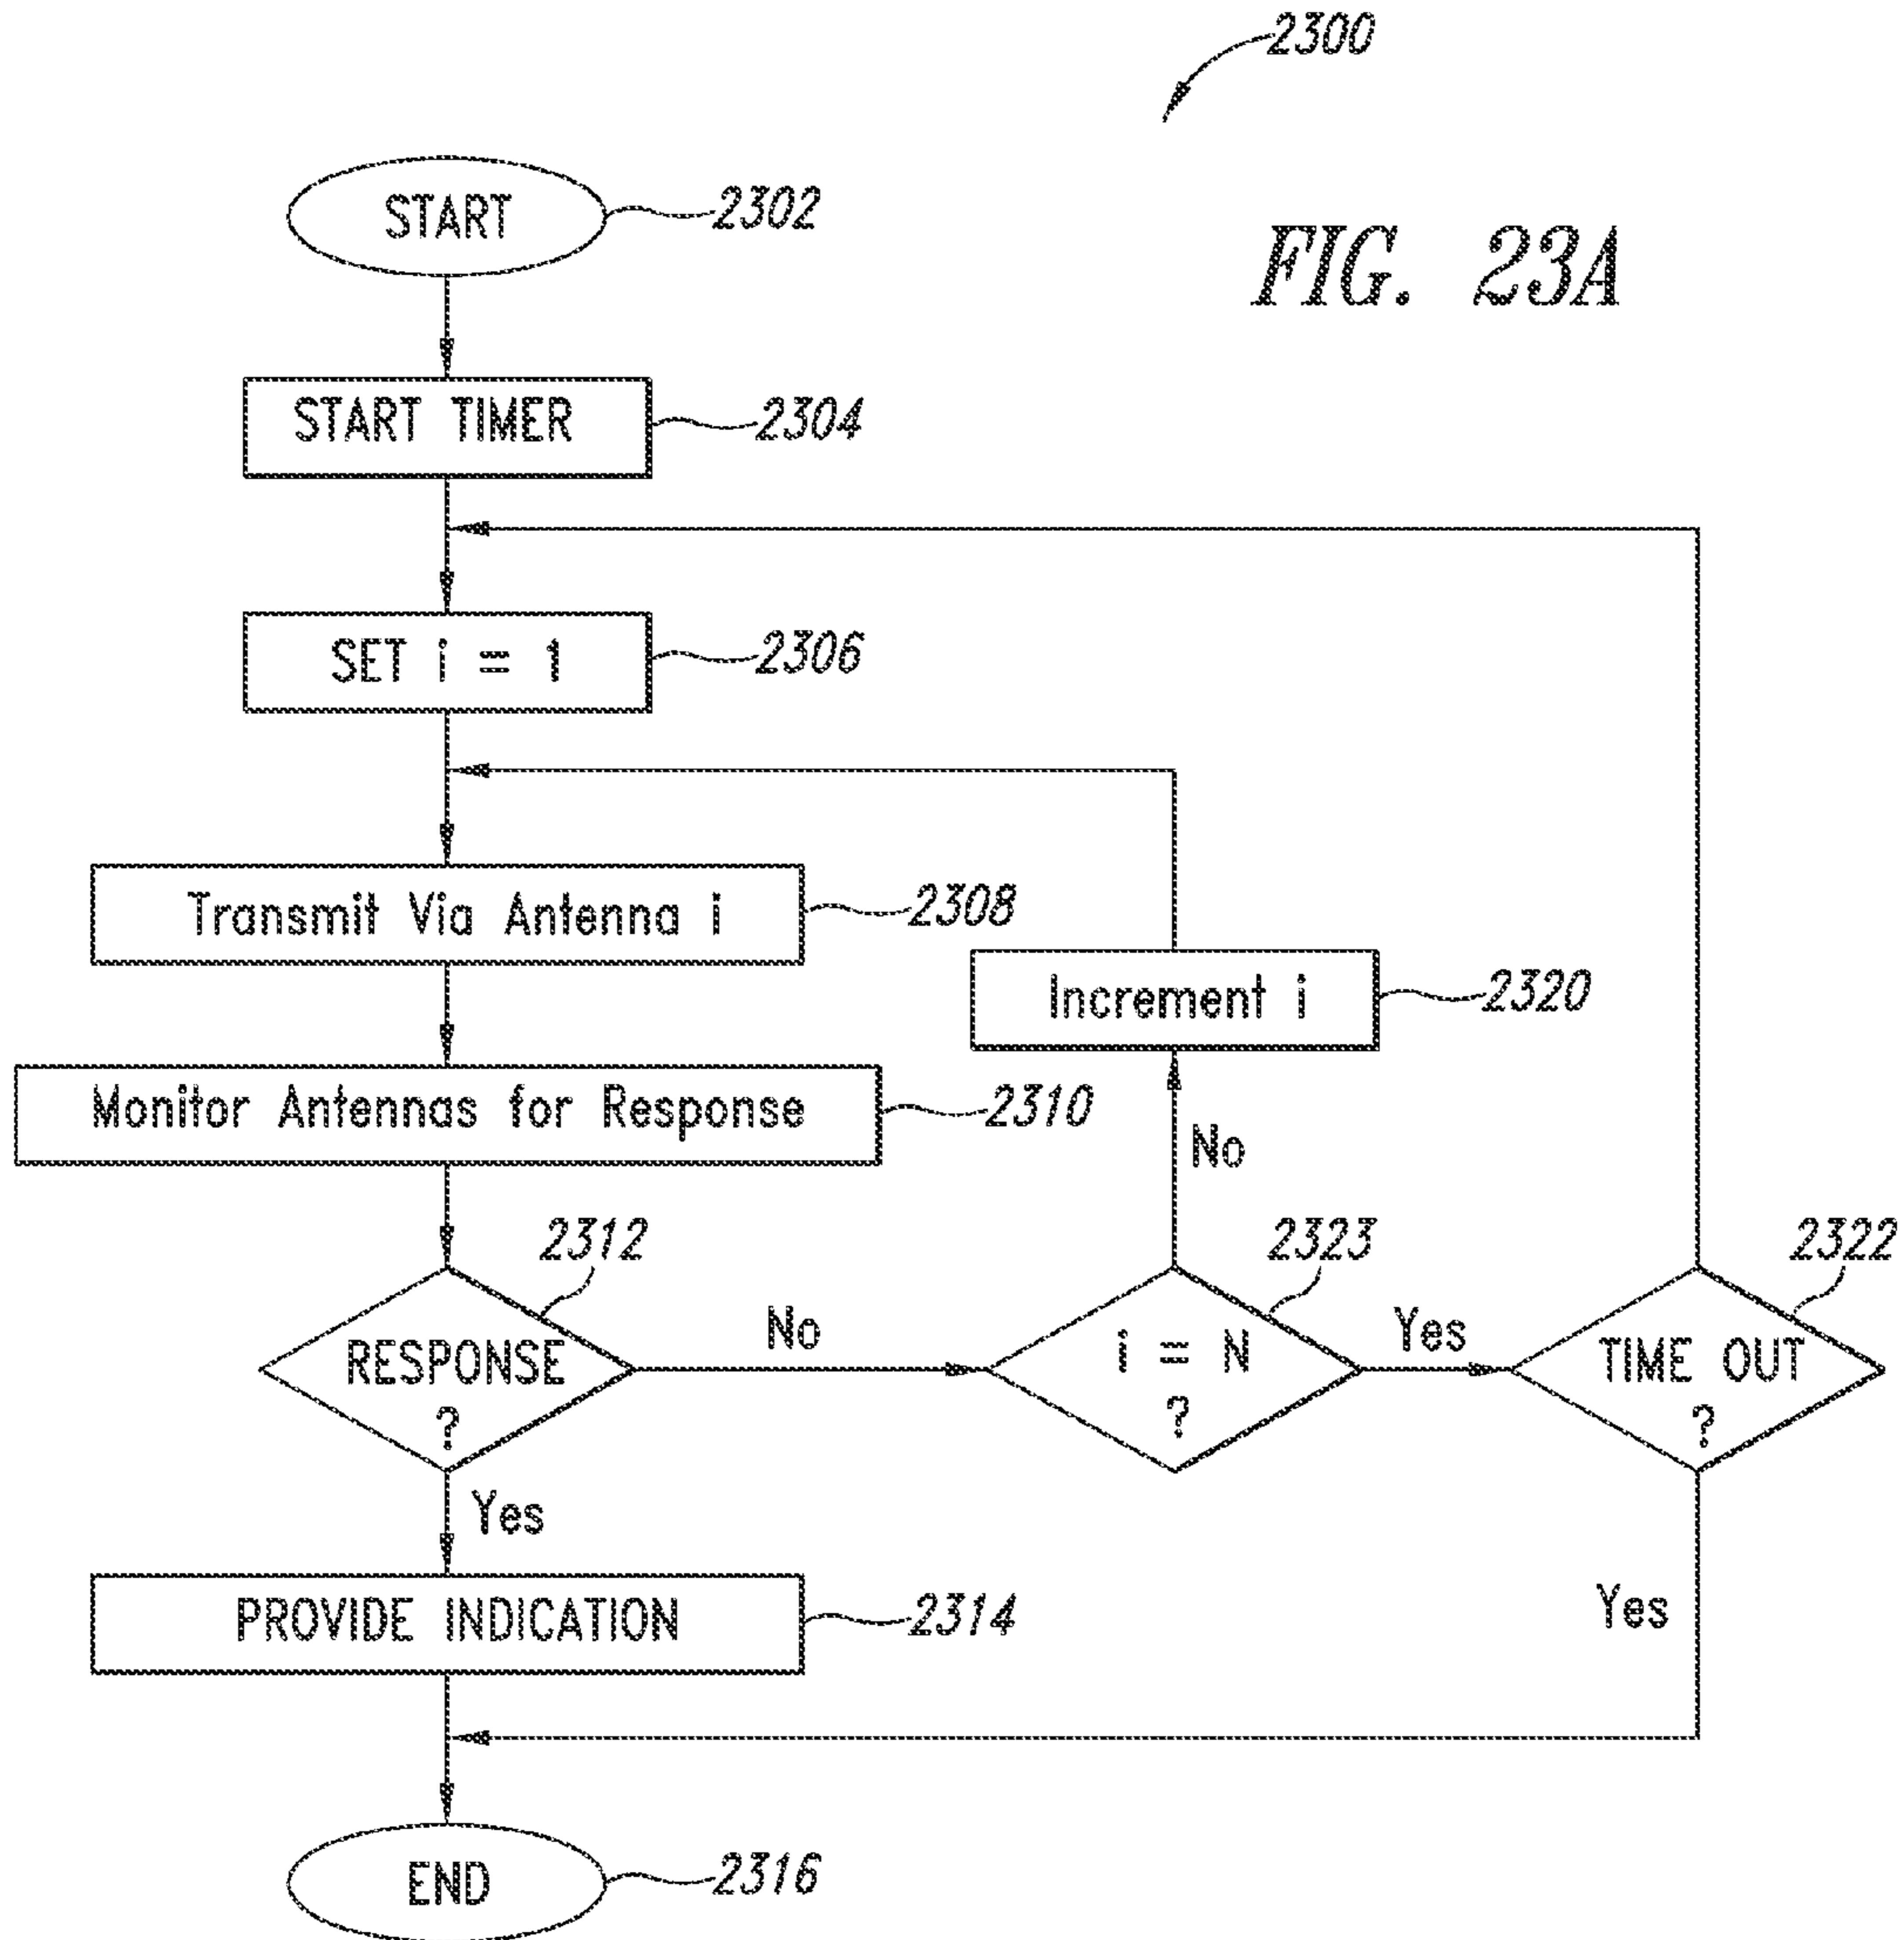 2300
START
2302
FIG. 23A
START TIMER
2304
SET i = 1
2306
Transmit Via Antenna i
2308
Increment i
2320
Monitor Antennas for Response
2310
No
2312
2323
2322
RESPONSE
?
No
i = N
?
Yes
TIME OUT
?
Yes
PROVIDE INDICATION
2314
Yes
END
2316